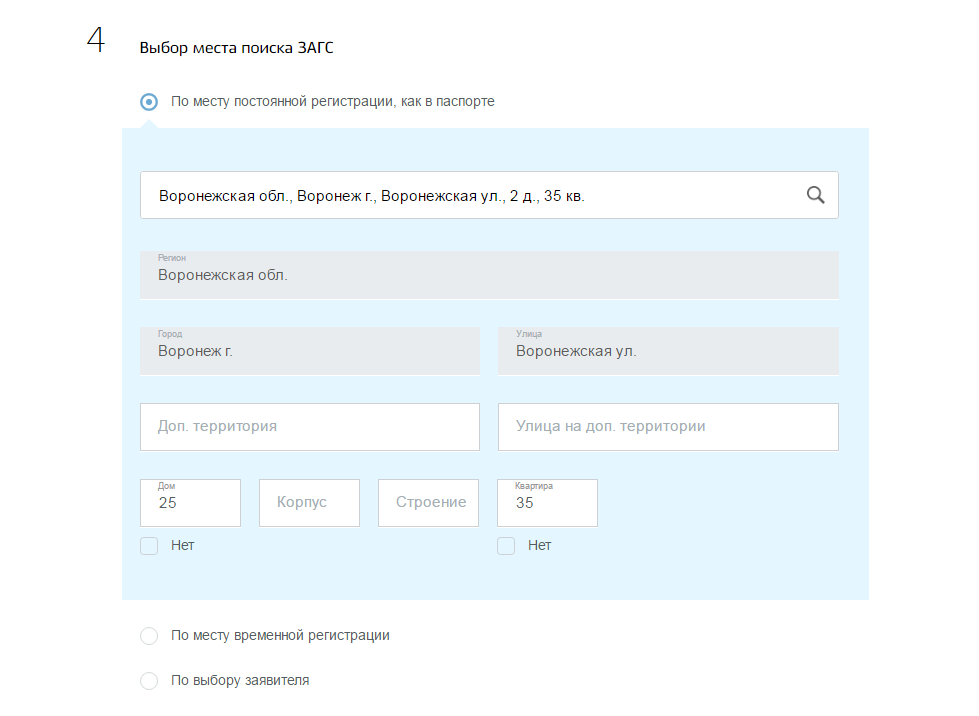 4
Выбор места поиска ЗАГС
По месту постоянной регистрации, как в паспорте
Воронежская обл., Воронеж г., Воронежская ул., 2 д., 35 кв.
Регион
Воронежская обл.
Город
Воронеж г.
Улица
Воронежская ул.
Доп. территория
Улица на доп. территории
Дом
25
Корпус
Строение
Квартира
35
Нет
Нет
По месту временной регистрации
По выбору заявителя